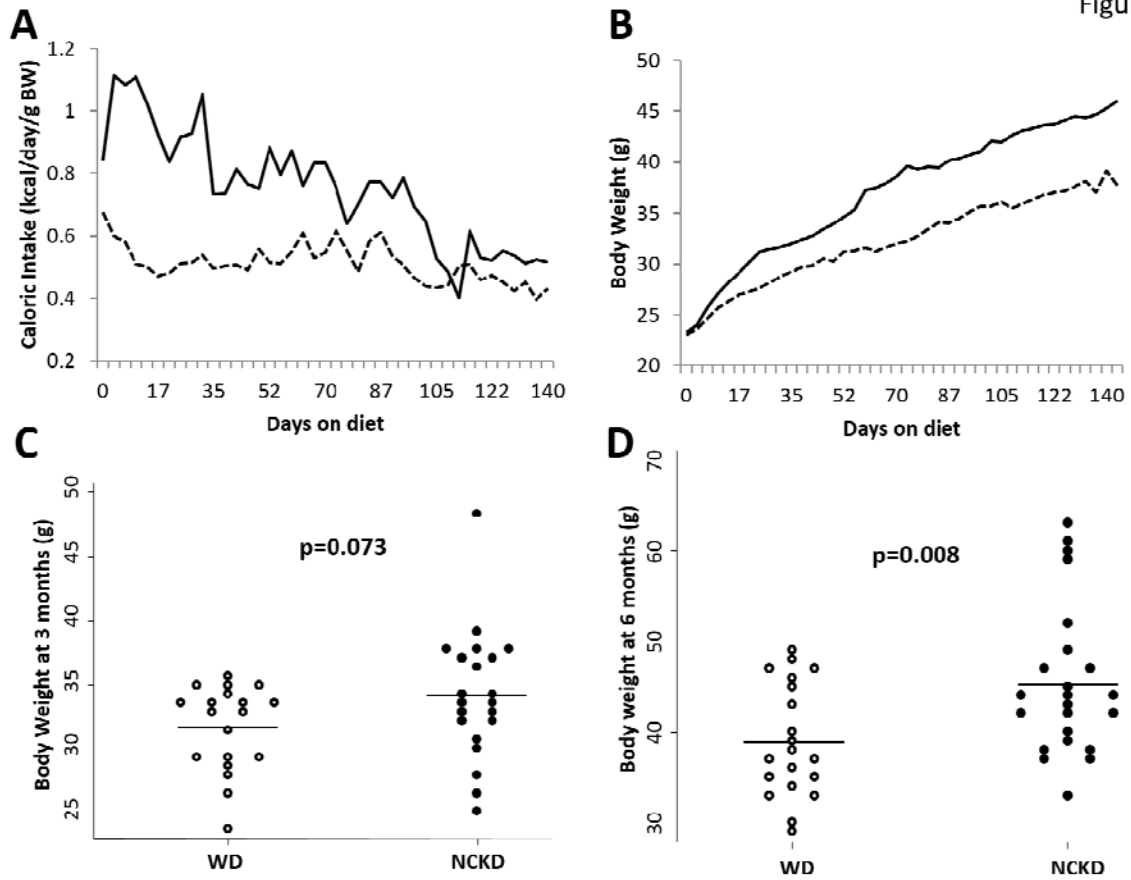 Figu
A
Caloric Intake (kcal/day/g BW)
1.2
1
0.8
0.6
0.4
0.2
0 17 35 52 70 87 105 122 140
Days on diet
B
Body Weight (g)
50
45
40
35
30
25
20
0 17 35 52 70 87 105 122 140
Days on diet
C
Body Weight at 3 months (g)
50
45
40
35
30
25
p=0.073
WD NCKD
D
Body weight at 6 months (g)
70
60
50
40
30
p=0.008
WD NCKD